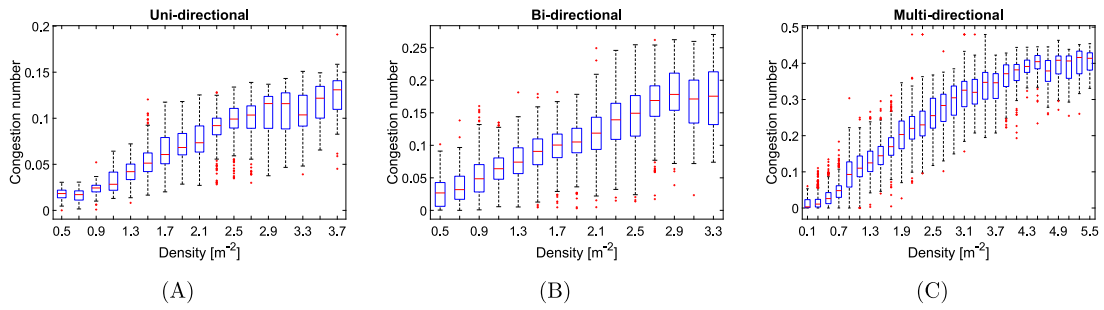 Uni-directional
Congestion number
0.2
0.15
0.1
0.05
0
0.5 0.9 1.3 1.7 2.1 2.5 2.9 3.3 3.7
Density [m⁻²]
(A)
Bi-directional
Congestion number
0.25
0.20
0.15
0.1
0.05
0
0.5 0.9 1.3 1.7 2.1 2.5 2.9 3.3
Density [m⁻²]
(B)
Multi-directional
Congestion number
0.5
0.4
0.3
0.2
0.1
0
0.1 0.7 1.3 1.9 2.5 3.1 3.7 4.3 4.9 5.5
Density [m⁻²]
(C)